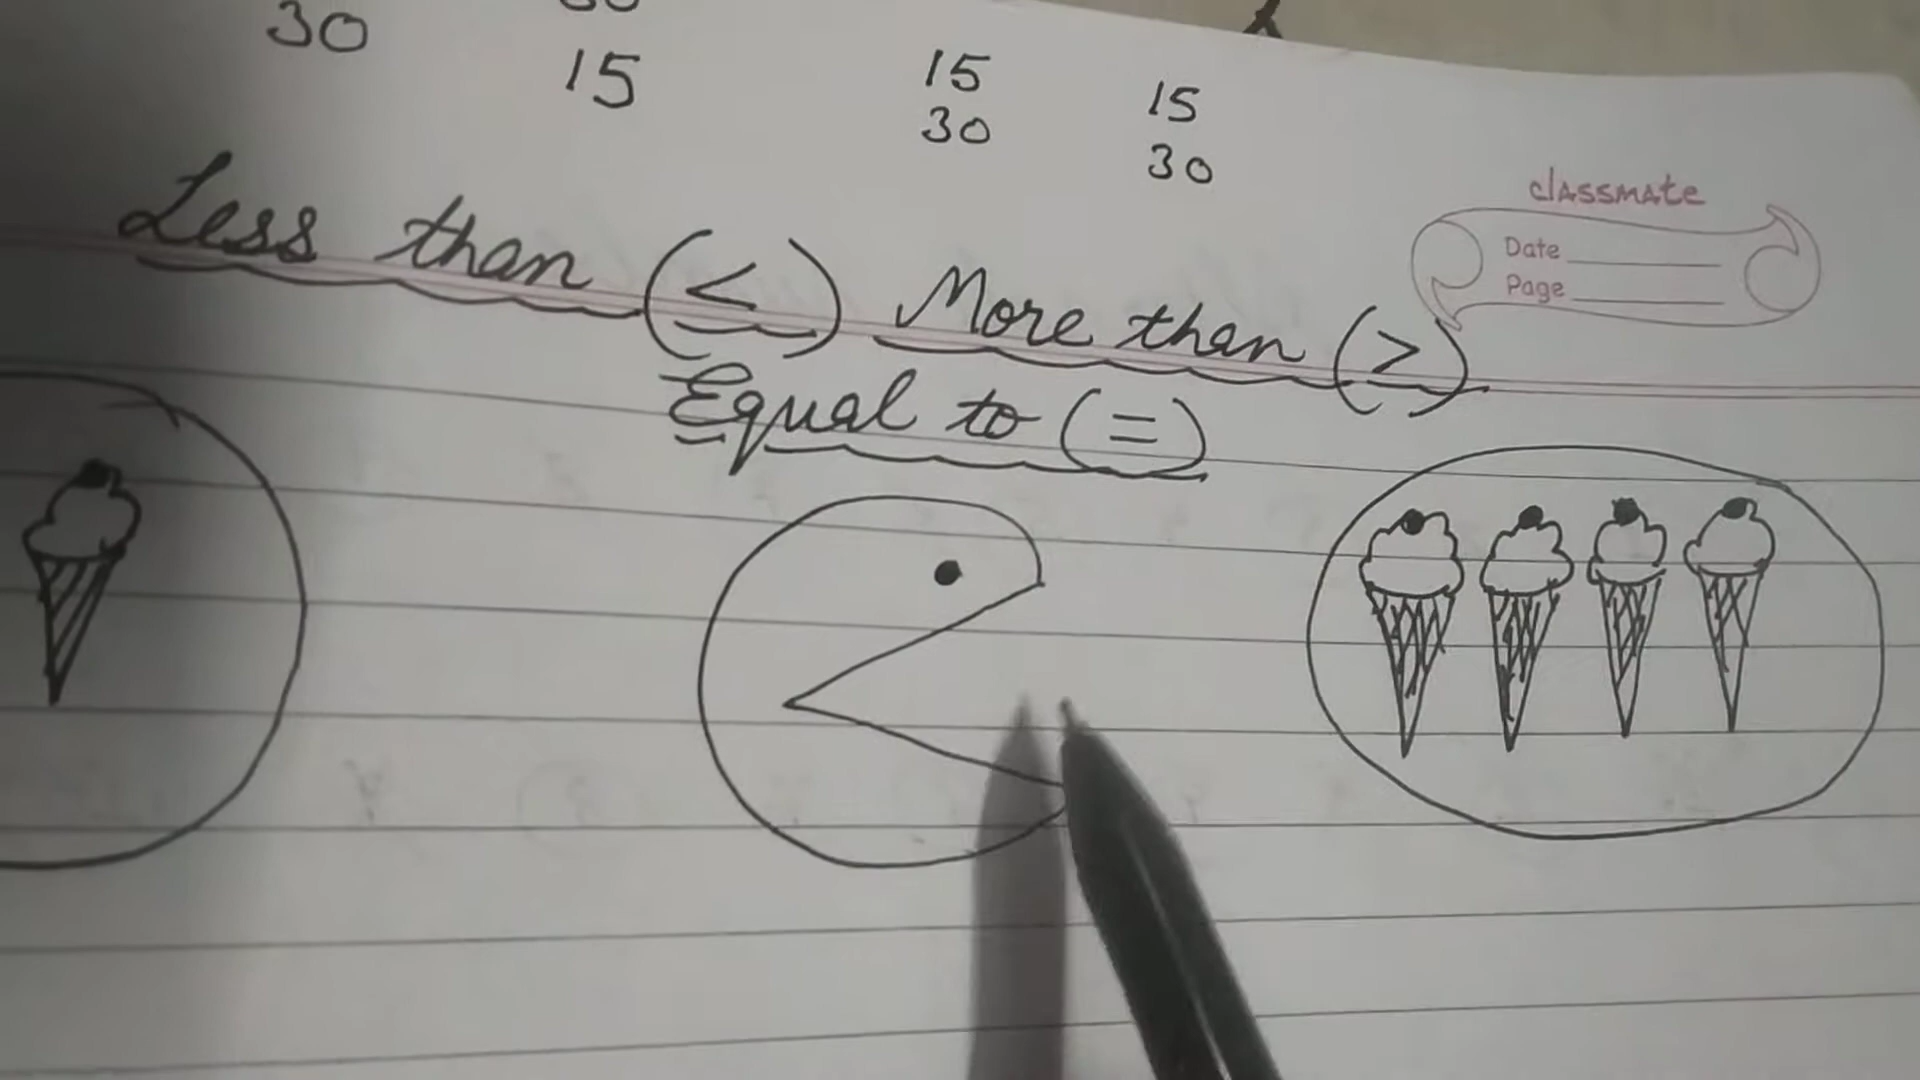 30
15
15
15
30
30
classmate
Date
Page
Less than (<) More than (>)
Equal to (=)